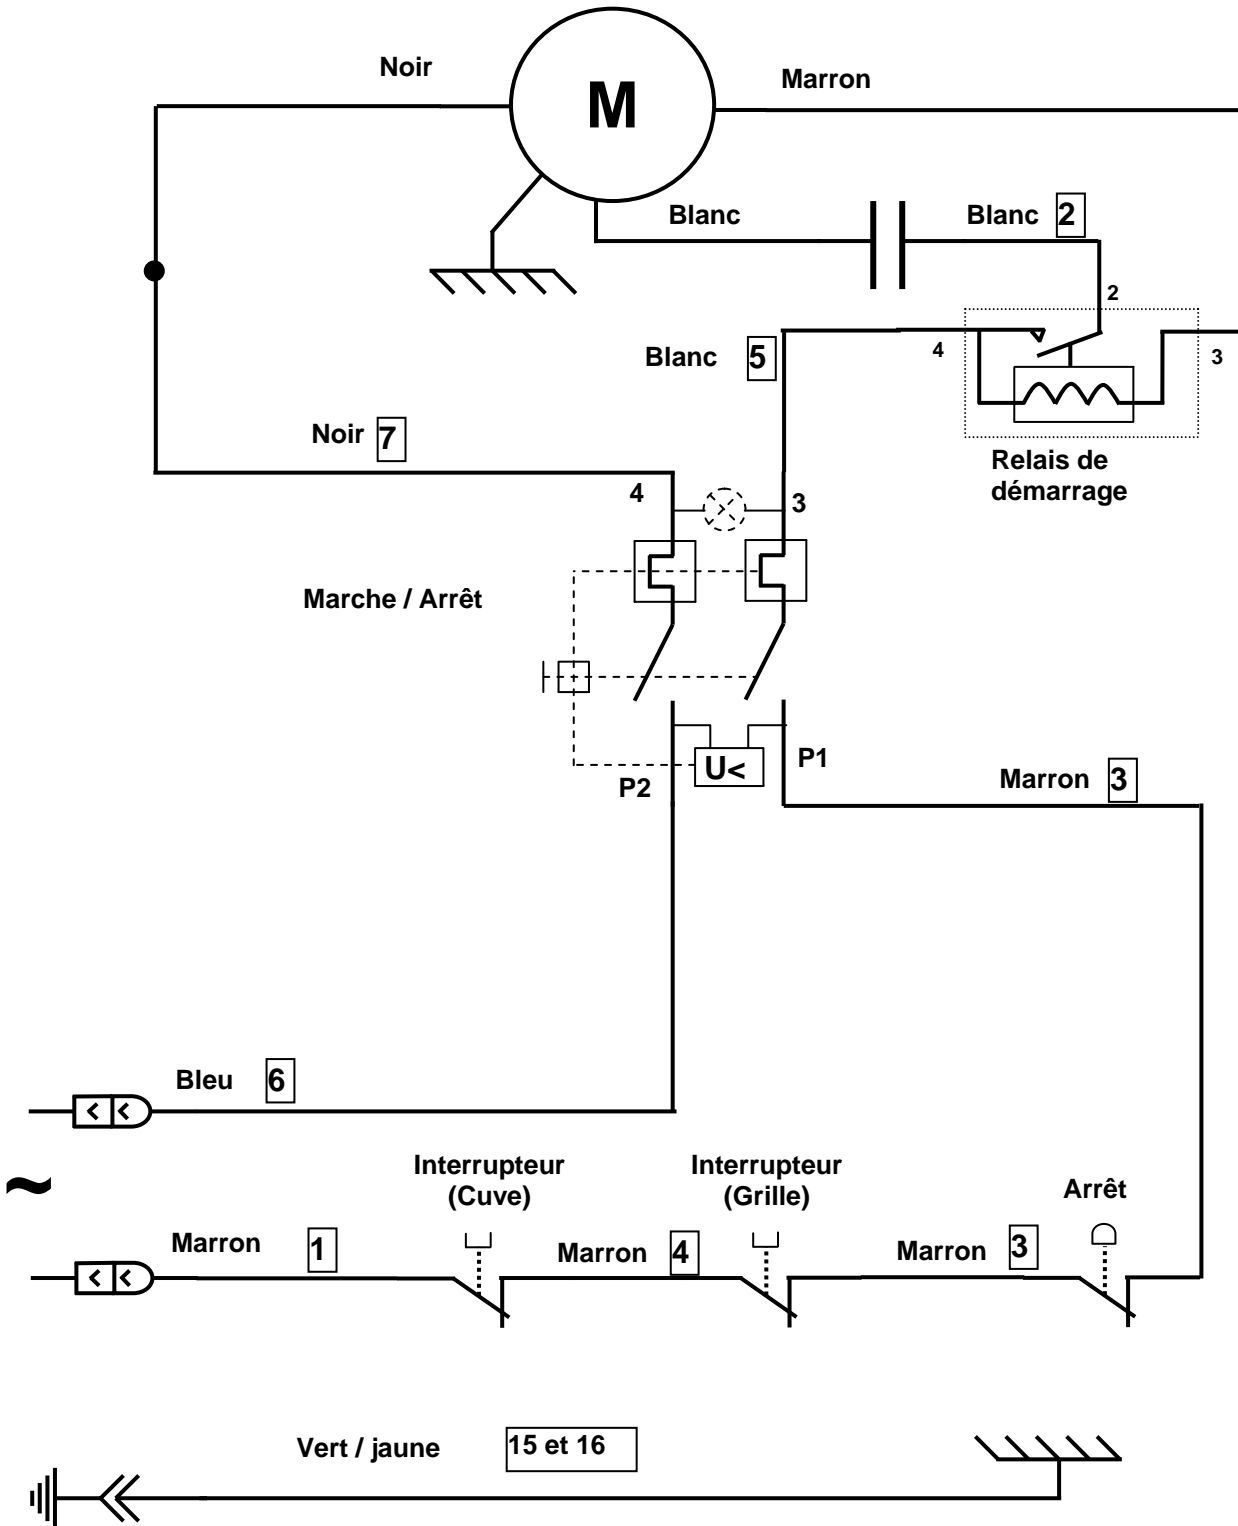 Noir
M
Marron
Blanc
Blanc 2
2
Blanc 5
4
3
Noir 7
Relais de
démarrage
4
3
Marche / Arrêt
U<
P1
P2
Marron 3
Bleu 6
~
Interrupteur
(Cuve)
Interrupteur
(Grille)
Arrêt
Marron 1
Marron 4
Marron 3
Vert / jaune 15 et 16